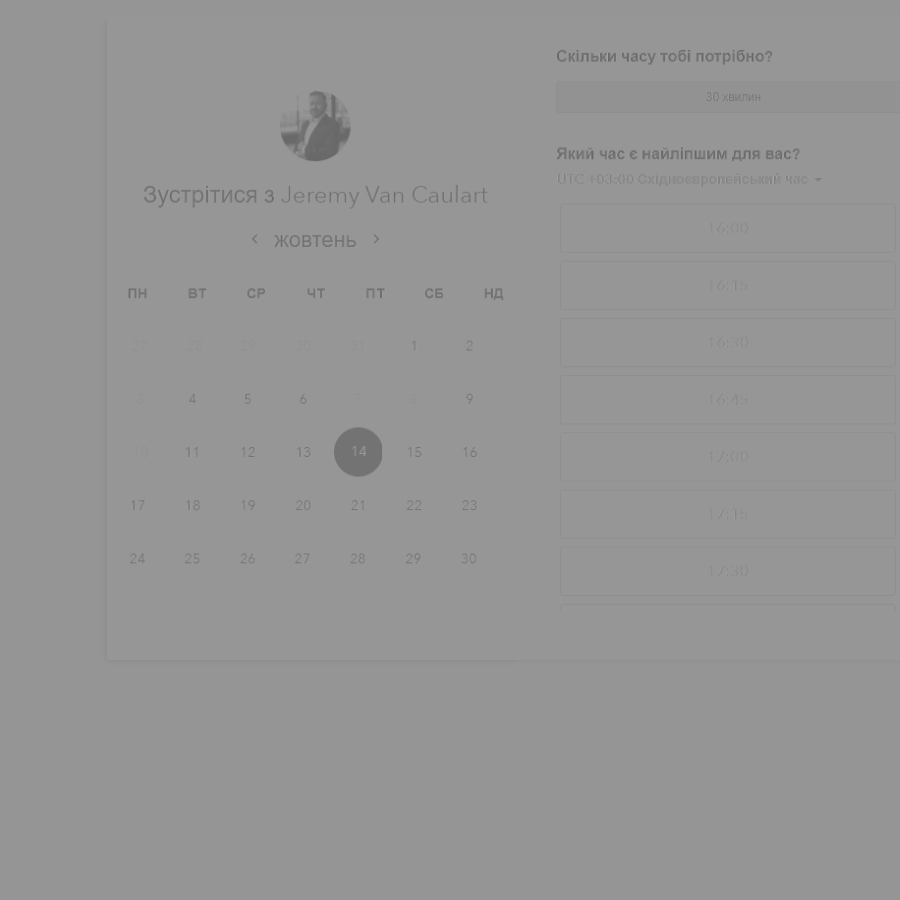 Зустрітися з Jeremy Van Caulart
жовтень
ПН ВТ СР ЧТ ПТ СБ НД
27 28 29 30 31 1 2
3 4 5 6 7 8 9
10 11 12 13 14 15 16
17 18 19 20 21 22 23
24 25 26 27 28 29 30
Скільки часу тобі потрібно?
30 хвилин
Який час є найліпшим для вас?
UTC +03:00 Східноєвропейський час
16:00
16:15
16:30
16:45
17:00
17:15
17:30